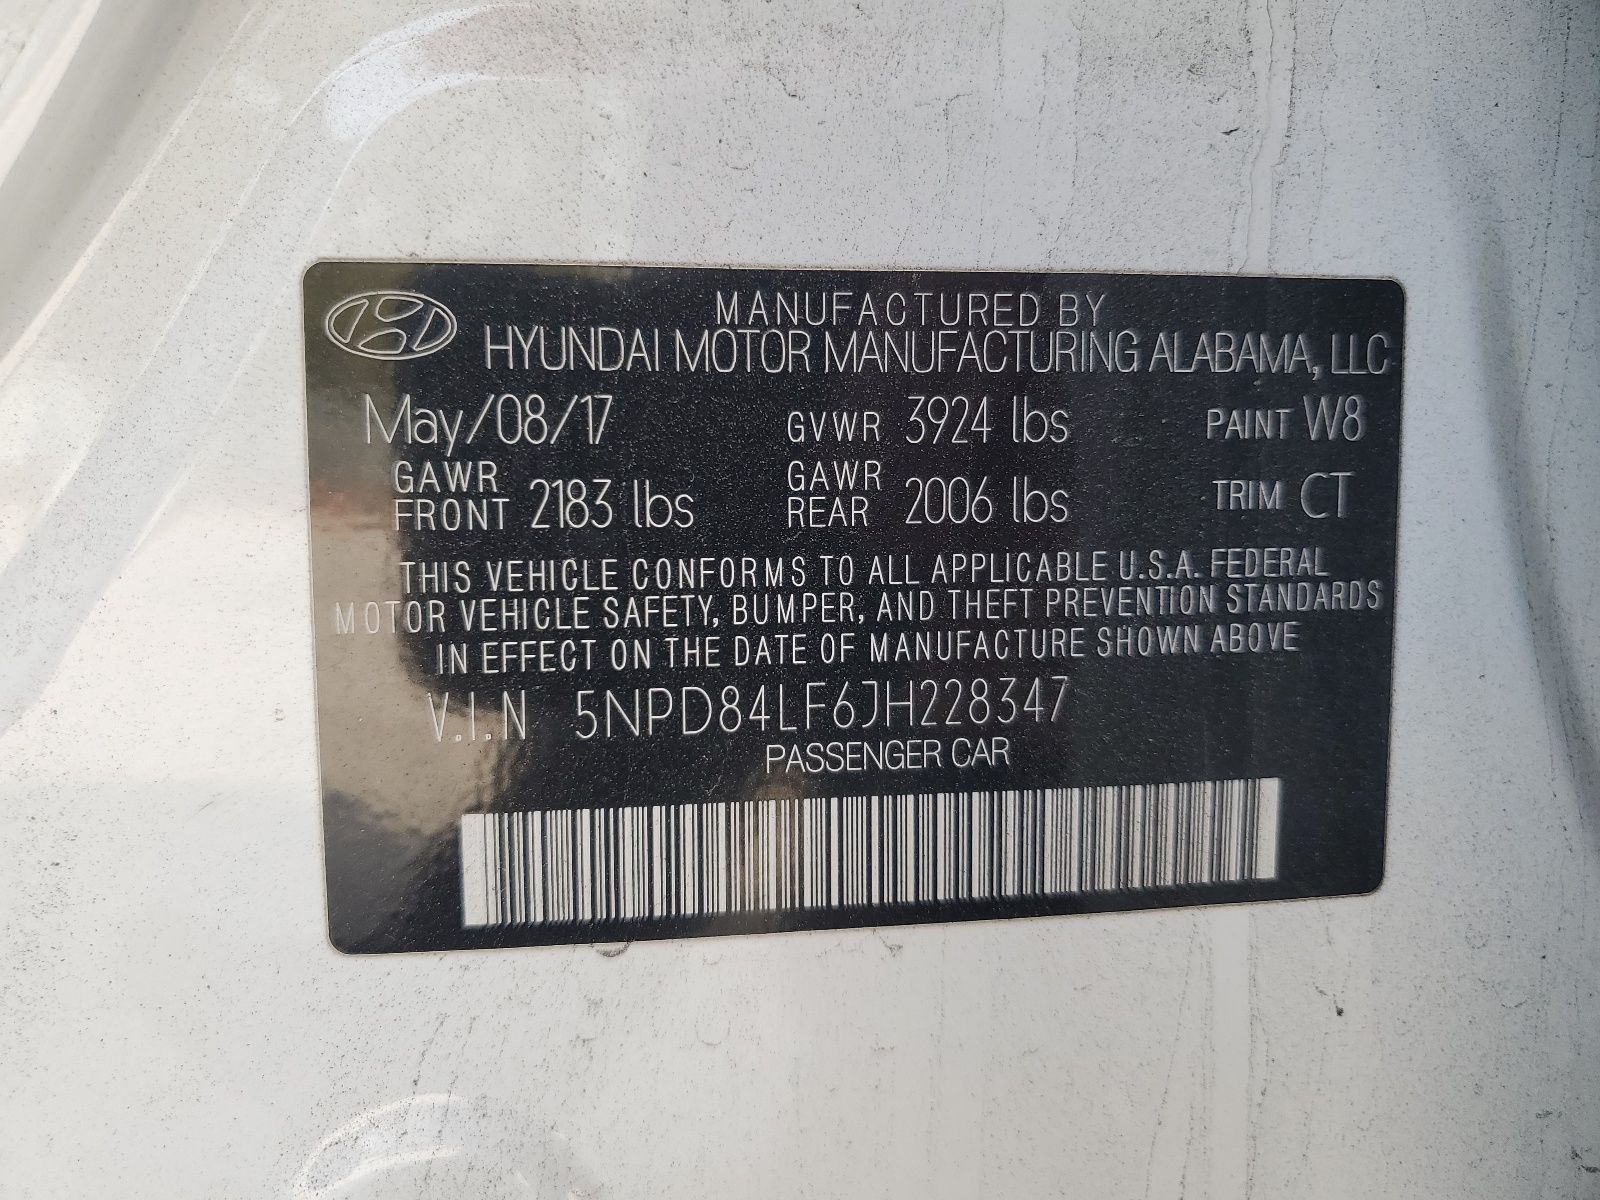 MANUFACTURED BY
HYUNDAI MOTOR MANUFACTURING ALABAMA, LLC
May/08/17 GVWR 3924 lbs PAINT W8
GAWR FRONT 2183 lbs GAWR REAR 2006 lbs TRIM CT
THIS VEHICLE CONFORMS TO ALL APPLICABLE U.S.A. FEDERAL
MOTOR VEHICLE SAFETY, BUMPER, AND THEFT PREVENTION STANDARDS
IN EFFECT ON THE DATE OF MANUFACTURE SHOWN ABOVE
V.I.N 5NPD84LF6JH228347
PASSENGER CAR